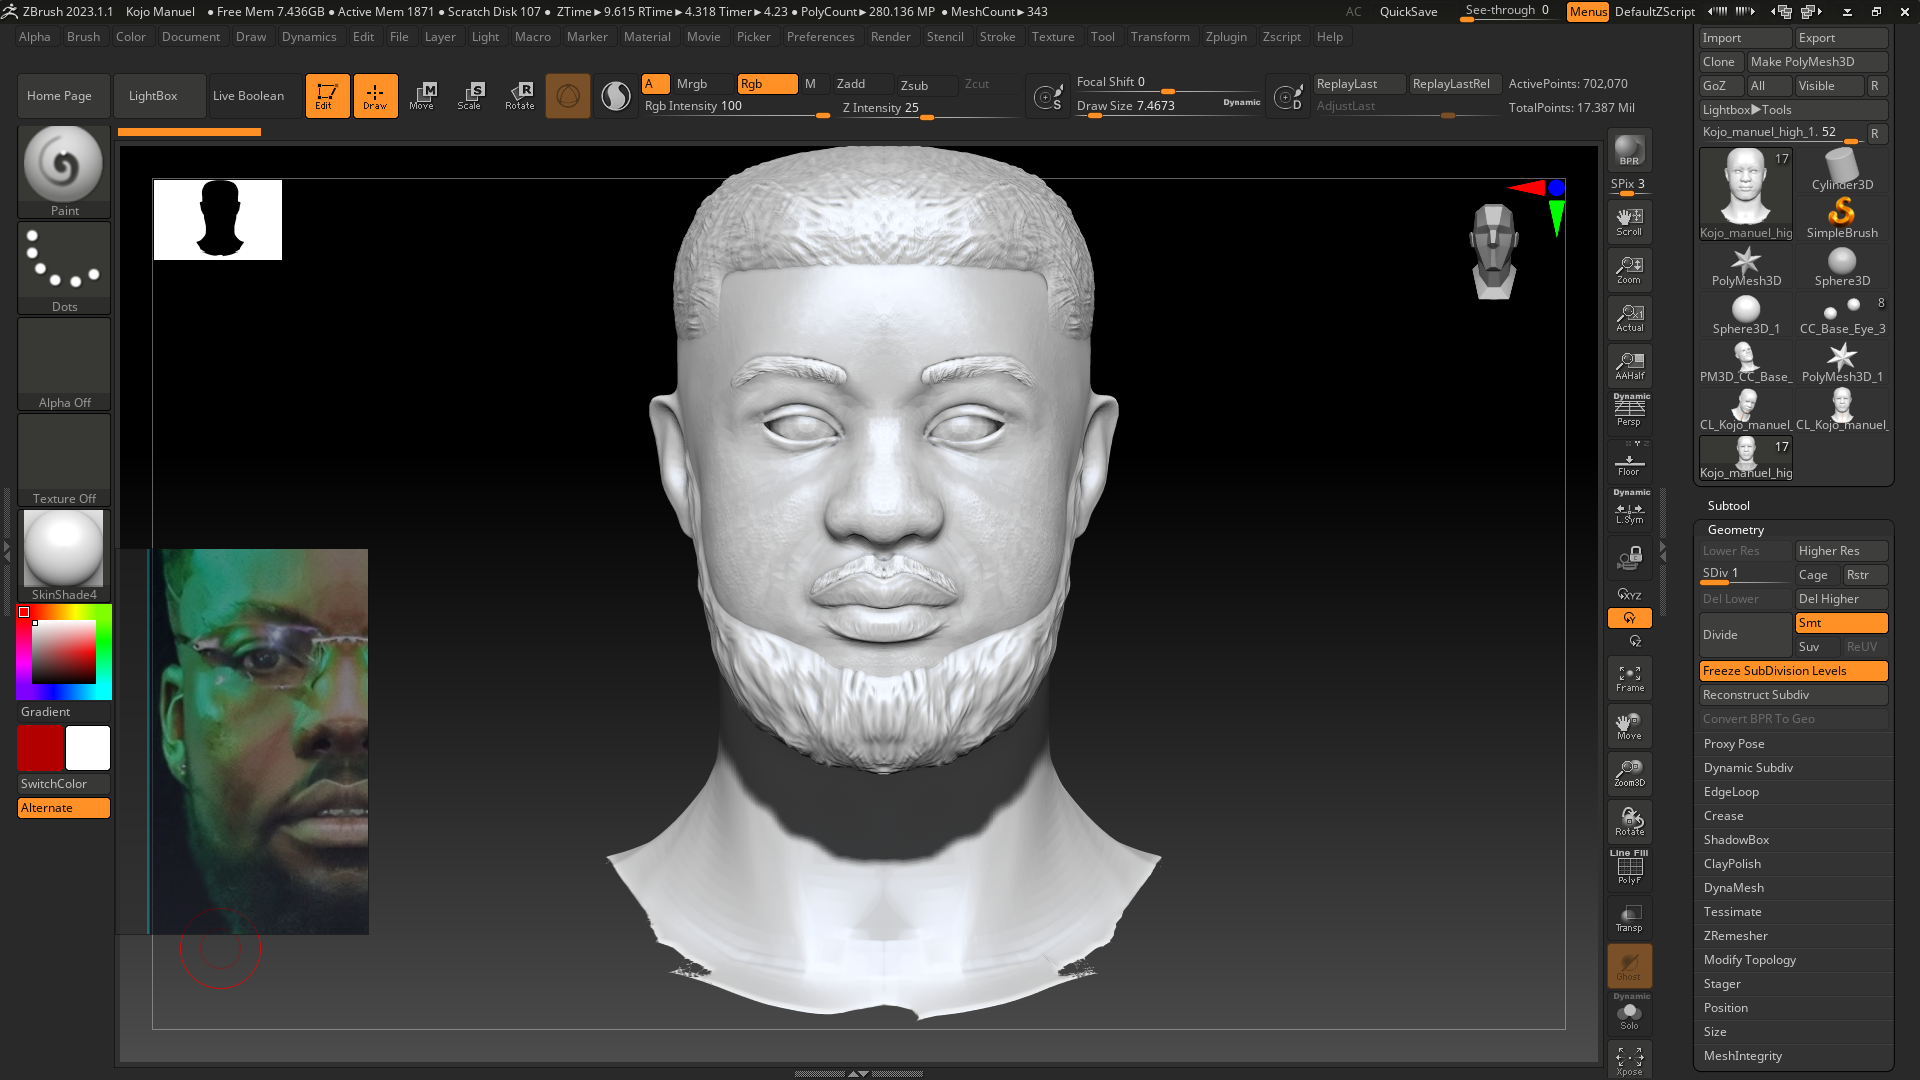 ZBrush 2023.1.1 Kojo Manuel ● Free Mem 7.436GB ● Active Mem 1871 ● Scratch Disk 107 ● ZTime►9.615 RTime►4.318 Timer►4.23 ● PolyCount►280.136 MP ● MeshCount►343 AC QuickSave See-through 0 Menus DefaultZScript
Alpha Brush Color Document Draw Dynamics Edit File Layer Light Macro Marker Material Movie Picker Preferences Render Stencil Stroke Texture Tool Transform Zplugin Zscript Help
Home Page LightBox Live Boolean Edit Draw Move Scale Rotate
A Mrgb Rgb M Zadd Zsub Zcut
Rgb Intensity 100 Z Intensity 25
Focal Shift 0
Draw Size 7.4673 Dynamic
S
D
ReplayLast ReplayLastRel
AdjustLast
ActivePoints: 702,070
TotalPoints: 17.387 Mil
Paint
Dots
Alpha Off
Texture Off
SkinShade4
Gradient
SwitchColor
Alternate
BPR
SPix 3
Scroll
Zoom
Actual
AAHalf
Dynamic
Persp
Floor
Dynamic
L.Sym
XYZ
Y
Z
Frame
Move
Zoom3D
Rotate
Line Fill
PolyF
Transp
Ghost
Dynamic
Solo
Xpose
Import Export
Clone Make PolyMesh3D
GoZ All Visible R
Lightbox►Tools
Kojo_manuel_high_1. 52 R
17
Kojo_manuel_hig
Cylinder3D
SimpleBrush
PolyMesh3D Sphere3D
8
Sphere3D_1 CC_Base_Eye_3
PM3D_CC_Base_ PolyMesh3D_1
CL_Kojo_manuel_ CL_Kojo_manuel_
17
Kojo_manuel_hig
Subtool
Geometry
Lower Res Higher Res
SDiv 1 Cage Rstr
Del Lower Del Higher
Divide Smt
Suv ReUV
Freeze SubDivision Levels
Reconstruct Subdiv
Convert BPR To Geo
Proxy Pose
Dynamic Subdiv
EdgeLoop
Crease
ShadowBox
ClayPolish
DynaMesh
Tessimate
ZRemesher
Modify Topology
Stager
Position
Size
MeshIntegrity